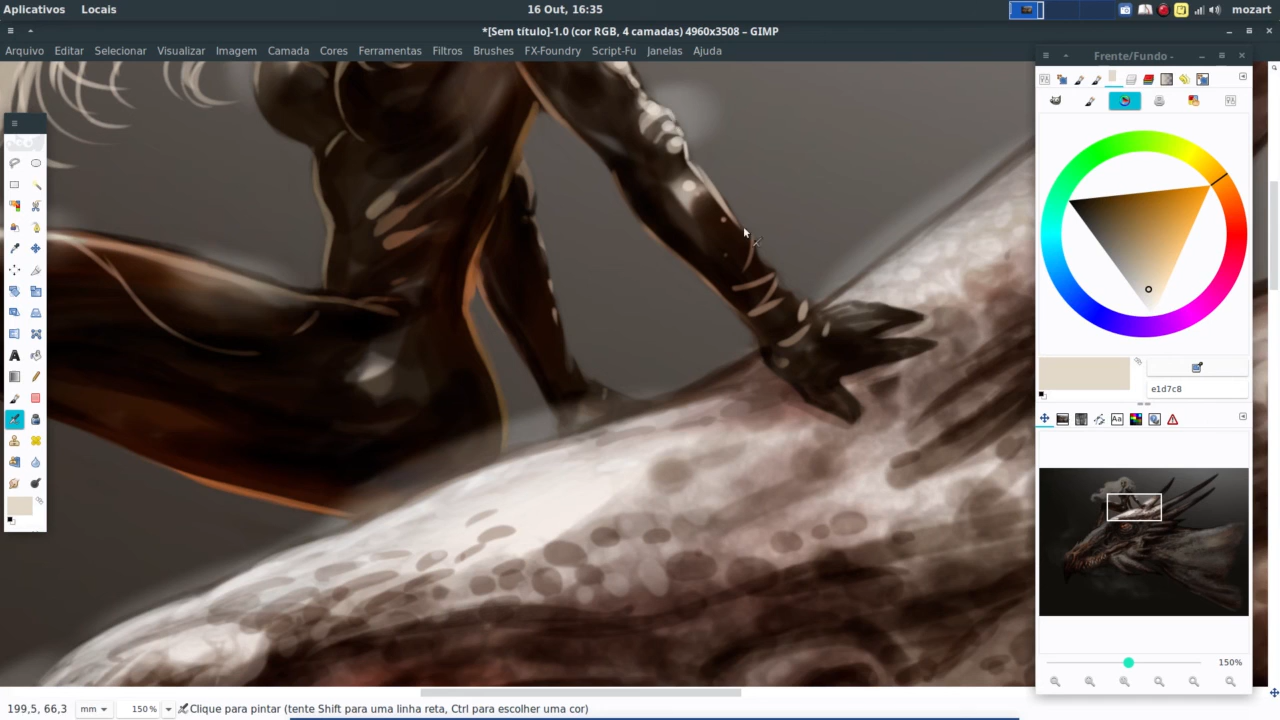 Aplicativos Locais 16 Out, 16:35 mozart
*[Sem título]-1.0 (cor RGB, 4 camadas) 4960x3508 – GIMP
Arquivo Editar Selecionar Visualizar Imagem Camada Cores Ferramentas Filtros Brushes FX-Foundry Script-Fu Janelas Ajuda
Frente/Fundo -
e1d7c8
Aa
A
150%
199,5, 66,3 mm 150 % Clique para pintar (tente Shift para uma linha reta, Ctrl para escolher uma cor)